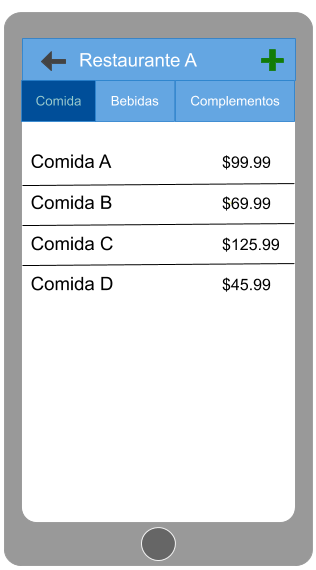 Restaurante A
Comida Bebidas Complementos
Comida A $99.99
Comida B $69.99
Comida C $125.99
Comida D $45.99